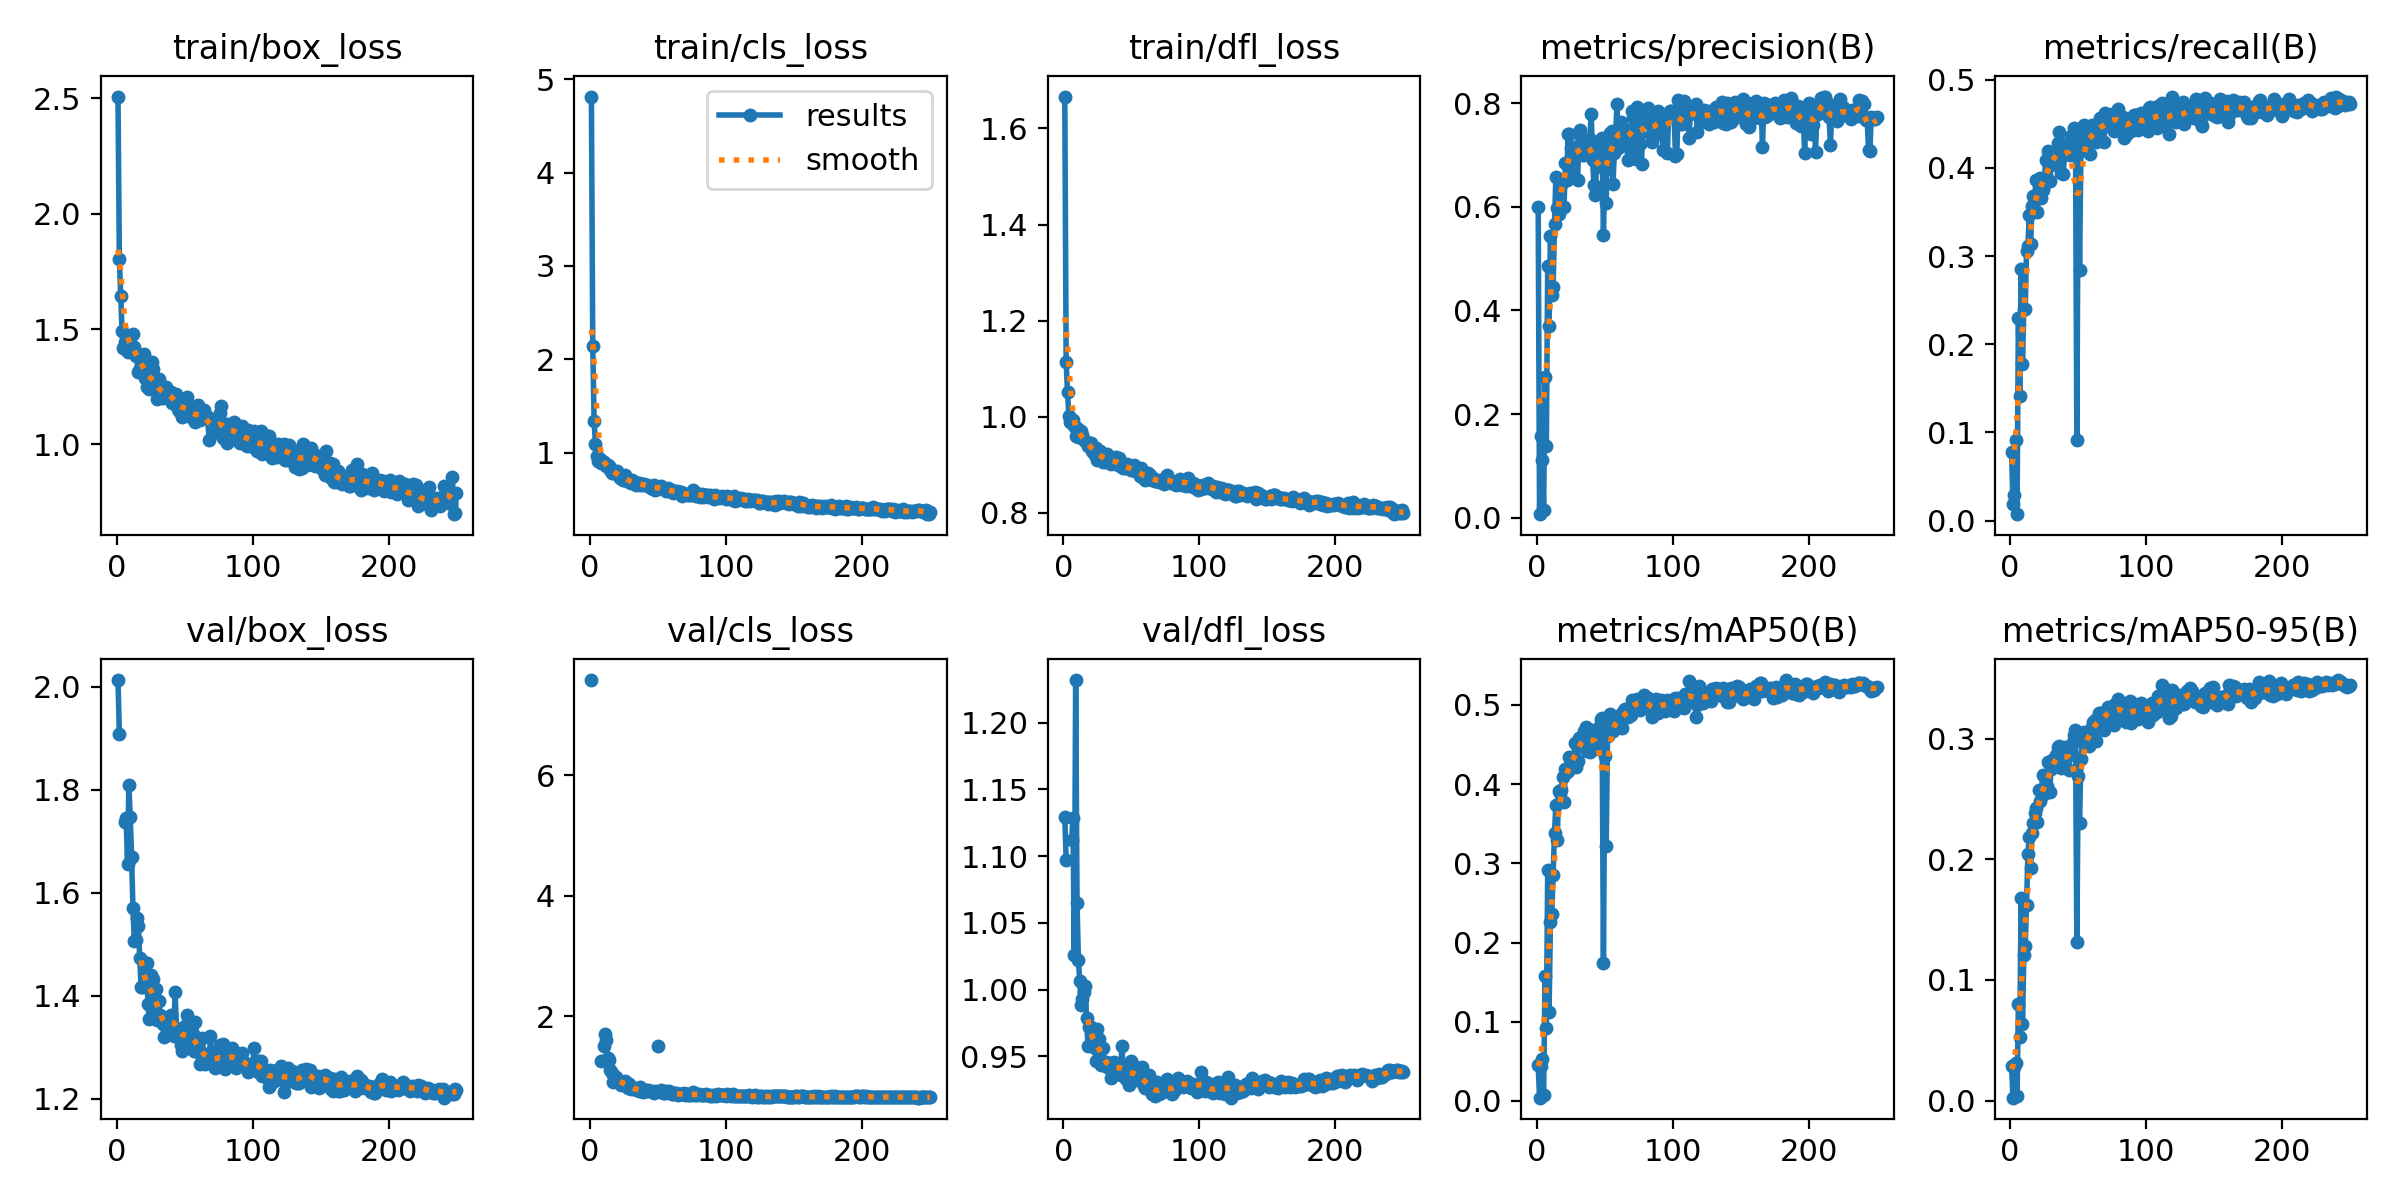 train/box_loss
2.5
2.0
1.5
1.0
0 100 200
train/cls_loss
results
smooth
5
4
3
2
1
0 100 200
train/dfl_loss
1.6
1.4
1.2
1.0
0.8
0 100 200
metrics/precision(B)
0.8
0.6
0.4
0.2
0.0
0 100 200
metrics/recall(B)
0.5
0.4
0.3
0.2
0.1
0.0
0 100 200
val/box_loss
2.0
1.8
1.6
1.4
1.2
0 100 200
val/cls_loss
6
4
2
0 100 200
val/dfl_loss
1.20
1.15
1.10
1.05
1.00
0.95
0 100 200
metrics/mAP50(B)
0.5
0.4
0.3
0.2
0.1
0.0
0 100 200
metrics/mAP50-95(B)
0.3
0.2
0.1
0.0
0 100 200